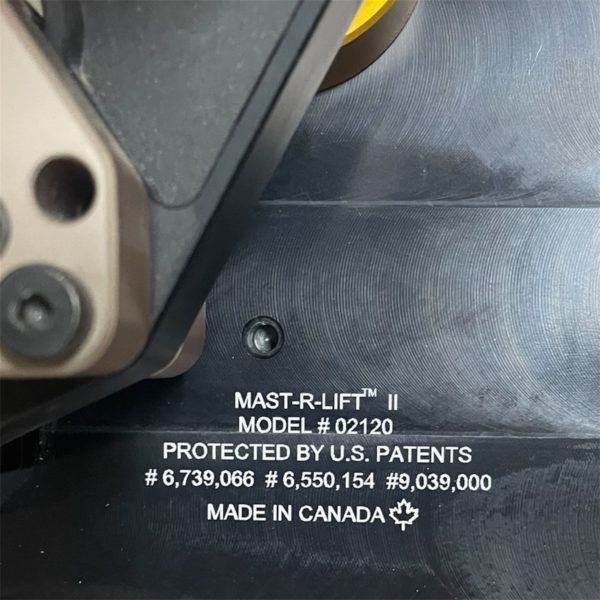 MAST-R-LIFT™ II
MODEL # 02120
PROTECTED BY U.S. PATENTS
# 6,739,066 # 6,550,154 #9,039,000
MADE IN CANADA